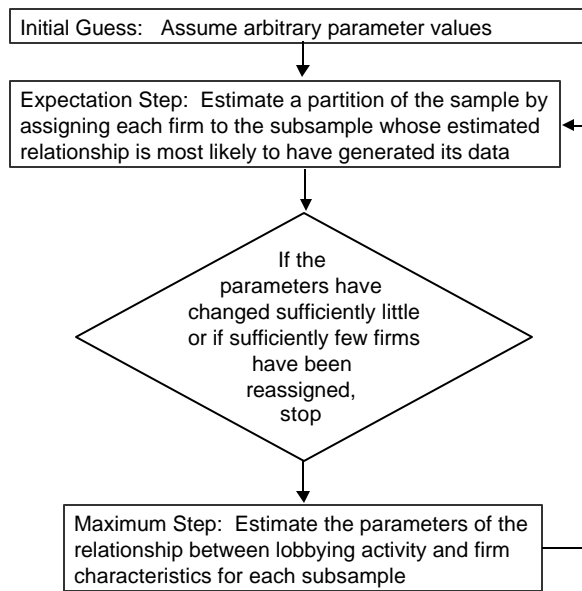 Initial Guess:   Assume arbitrary parameter values
Expectation Step:  Estimate a partition of the sample by
assigning each firm to the subsample whose estimated
relationship is most likely to have generated its data
If the
parameters have
changed sufficiently little
or if sufficiently few firms
have been
reassigned,
stop
Maximum Step:  Estimate the parameters of the
relationship between lobbying activity and firm
characteristics for each subsample